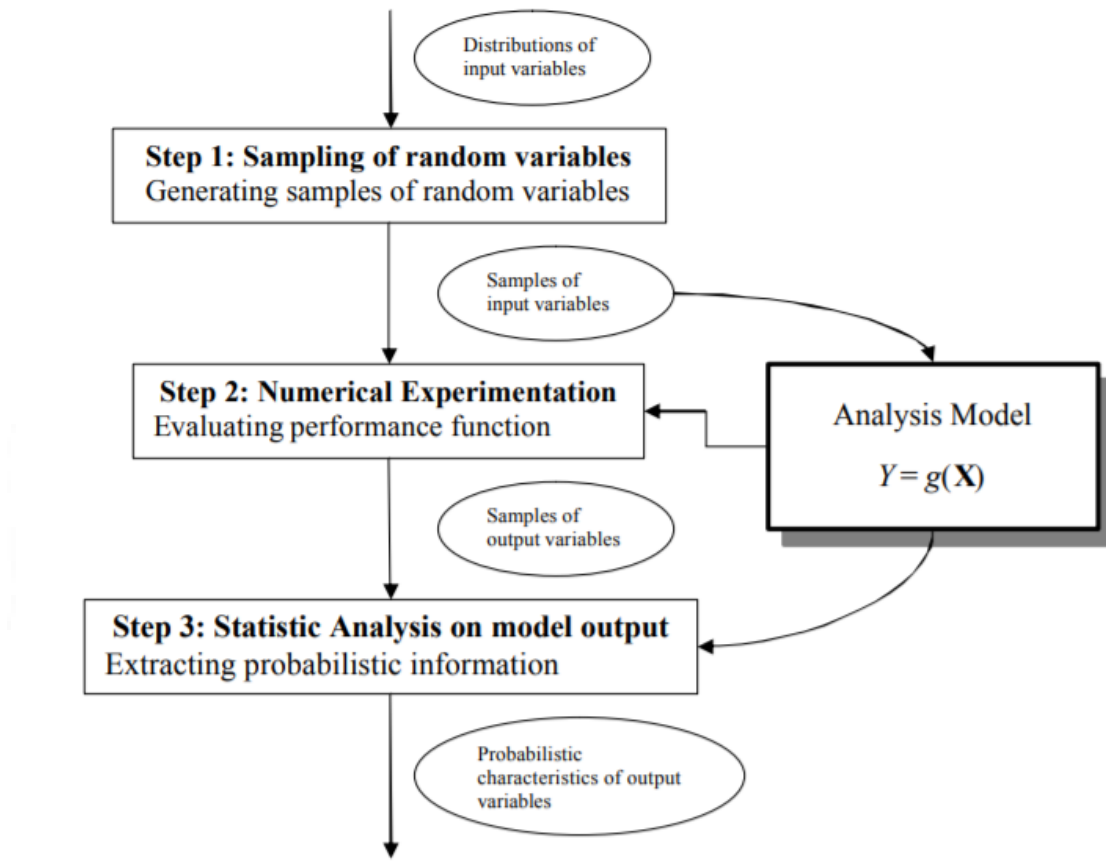 Distributions of
input variables
Step 1: Sampling of random variables
Generating samples of random variables
Samples of
input variables
Step 2: Numerical Experimentation
Evaluating performance function
Analysis Model
Y = g(X)
Samples of
output variables
Step 3: Statistic Analysis on model output
Extracting probabilistic information
Probabilistic
characteristics of output
variables